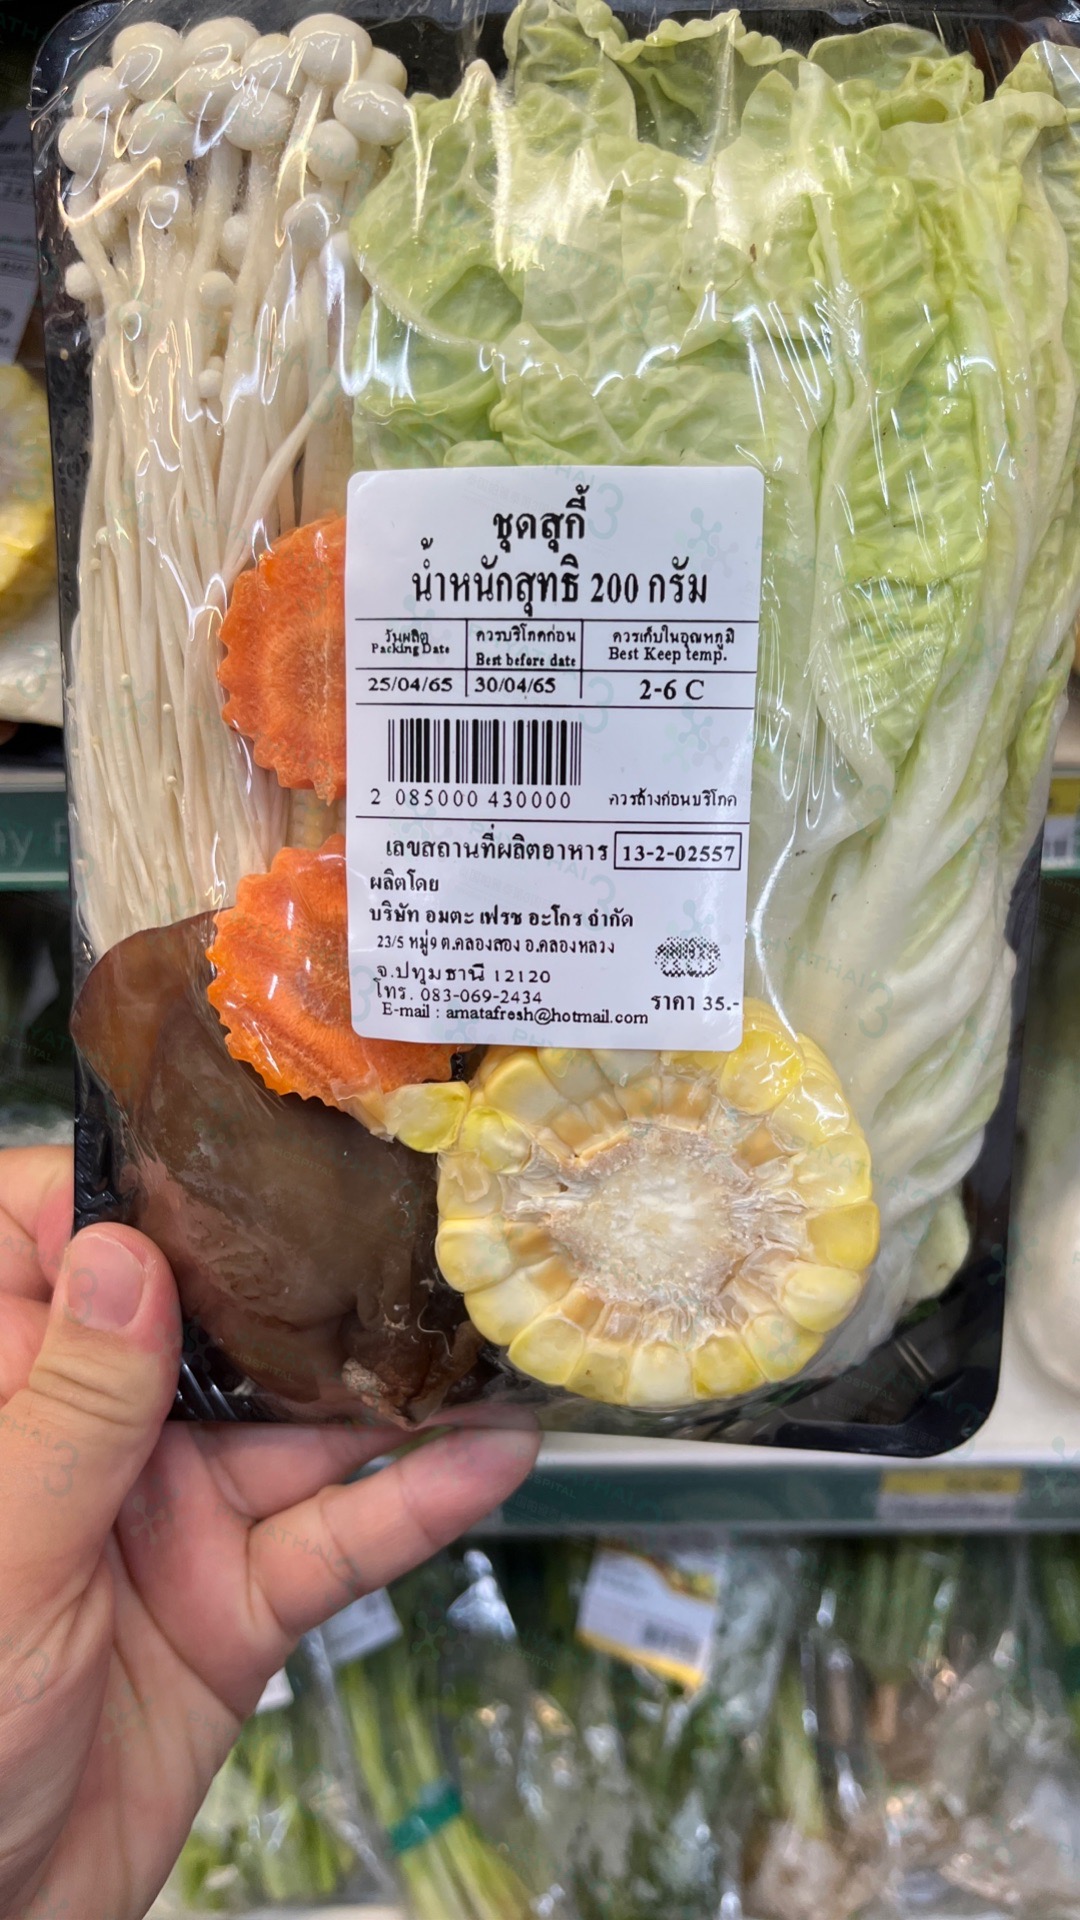 ชุดสุกี้
น้ำหนักสุทธิ 200 กรัม
วันผลิต
Packing Date
ควรบริโภคก่อน
Best before date
ควรเก็บในอุณหภูมิ
Best Keep temp.
25/04/65
30/04/65
2-6 C
2 085000 430000
ควรล้างก่อนบริโภค
เลขสถานที่ผลิตอาหาร 13-2-02557
ผลิตโดย
บริษัท อมตะ เฟรช อะโกร จำกัด
23/5 หมู่9 ต.คลองสอง อ.คลองหลวง
จ.ปทุมธานี 12120
โทร. 083-069-2434
E-mail : amatafresh@hotmail.com
ราคา 35.-
PHYATHAI 3
HOSPITAL